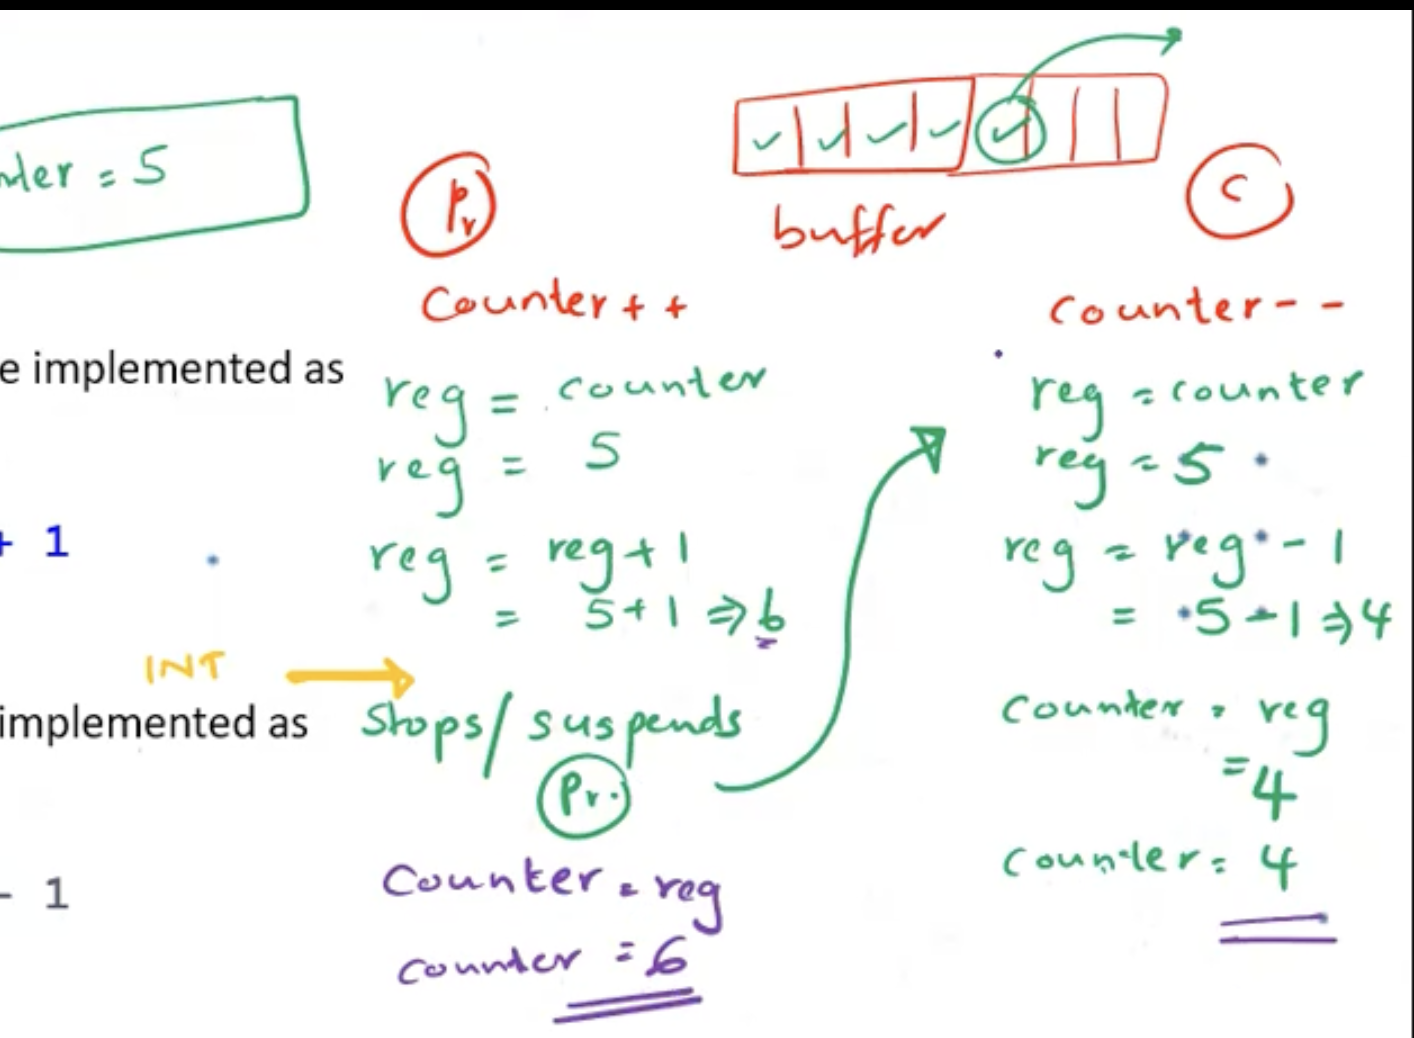 nter = 5
Pr
C
buffer
Counter + +
Counter - -
e implemented as
reg = counter
reg = 5
reg = reg + 1
= 5 + 1 ⇒ 6
+ 1
INT
implemented as
Stops/suspends
Pr.
Counter = reg
counter = 6
- 1
reg = counter
reg = 5
reg = reg - 1
= 5 - 1 ⇒ 4
Counter = reg
= 4
Counter = 4